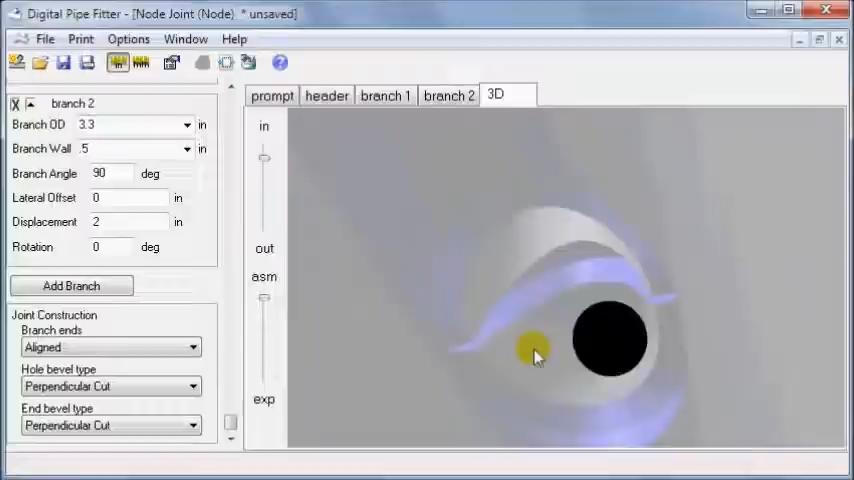 Digital Pipe Fitter - [Node Joint (Node) * unsaved]
File Print Options Window Help
X branch 2
Branch OD 3.3 in
Branch Wall .5 in
Branch Angle 90 deg
Lateral Offset 0 in
Displacement 2 in
Rotation 0 deg
Add Branch
Joint Construction
Branch ends
Aligned
Hole bevel type
Perpendicular Cut
End bevel type
Perpendicular Cut
prompt header branch 1 branch 2 3D
in
out
asm
exp